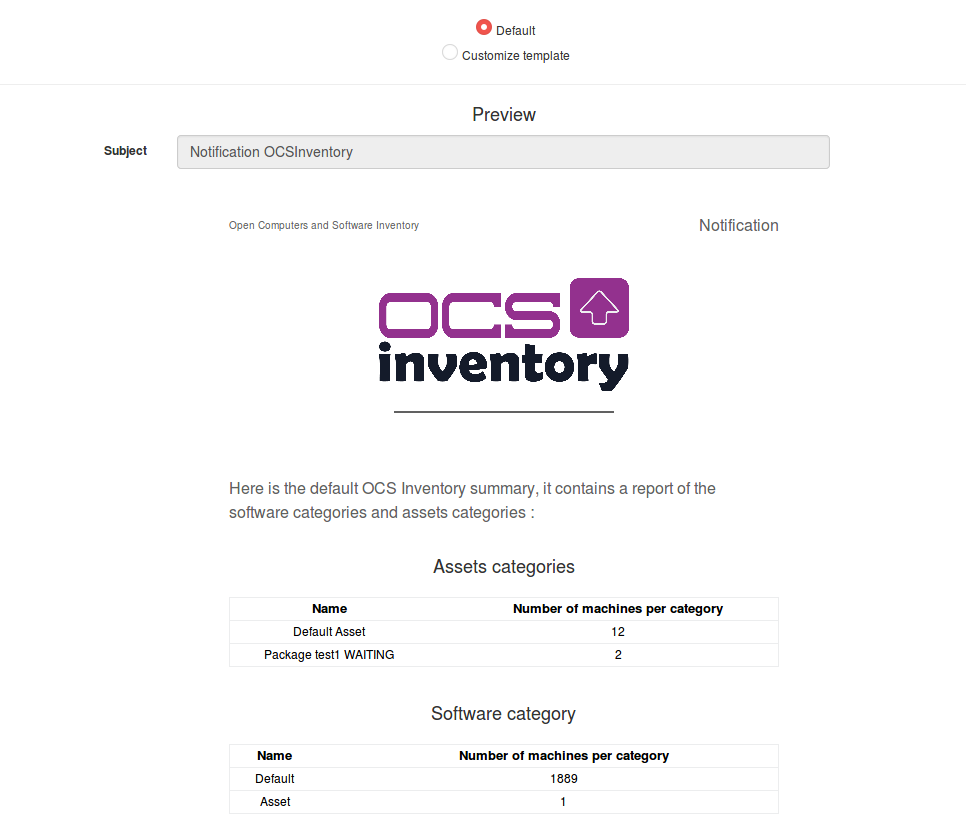 Default
Customize template
Preview
Subject
Notification OCSInventory
Open Computers and Software Inventory
Notification
OCS
inventory
Here is the default OCS Inventory summary, it contains a report of the
software categories and assets categories :
Assets categories
Name Number of machines per category
Default Asset 12
Package test1 WAITING 2
Software category
Name Number of machines per category
Default 1889
Asset 1